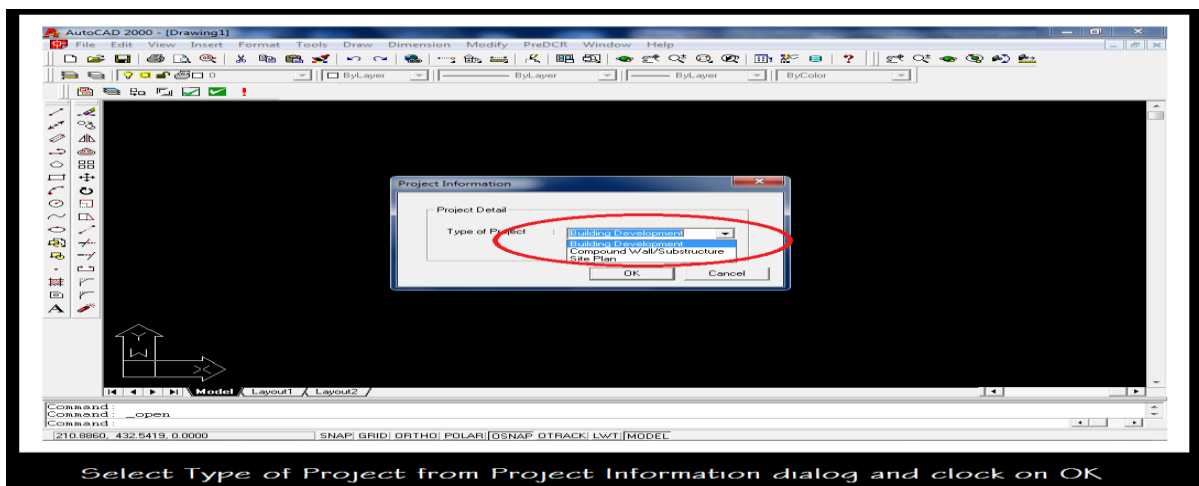 AutoCAD 2000 - [Drawing1]
File Edit View Insert Format Tools Draw Dimension Modify PreDCR Window Help
0 ByLayer ByLayer ByLayer ByColor
Project Information
Project Detail
Type of Project : Building Development
Building Development
Compound Wall/Substructure
Site Plan
OK Cancel
A
Y
W
X
Model Layout1 Layout2
Command:
Command: _open
Command:
210.8860, 432.5419, 0.0000 SNAP GRID ORTHO POLAR OSNAP OTRACK LWT MODEL
Select Type of Project from Project Information dialog and clock on OK